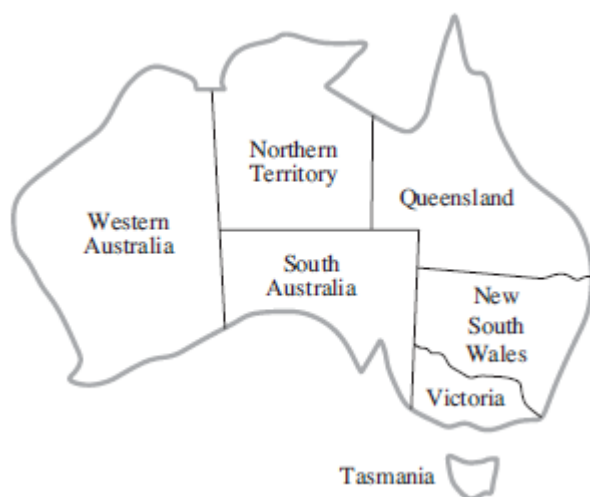 Northern
Territory
Western
Australia
Queensland
South
Australia
New
South
Wales
Victoria
Tasmania